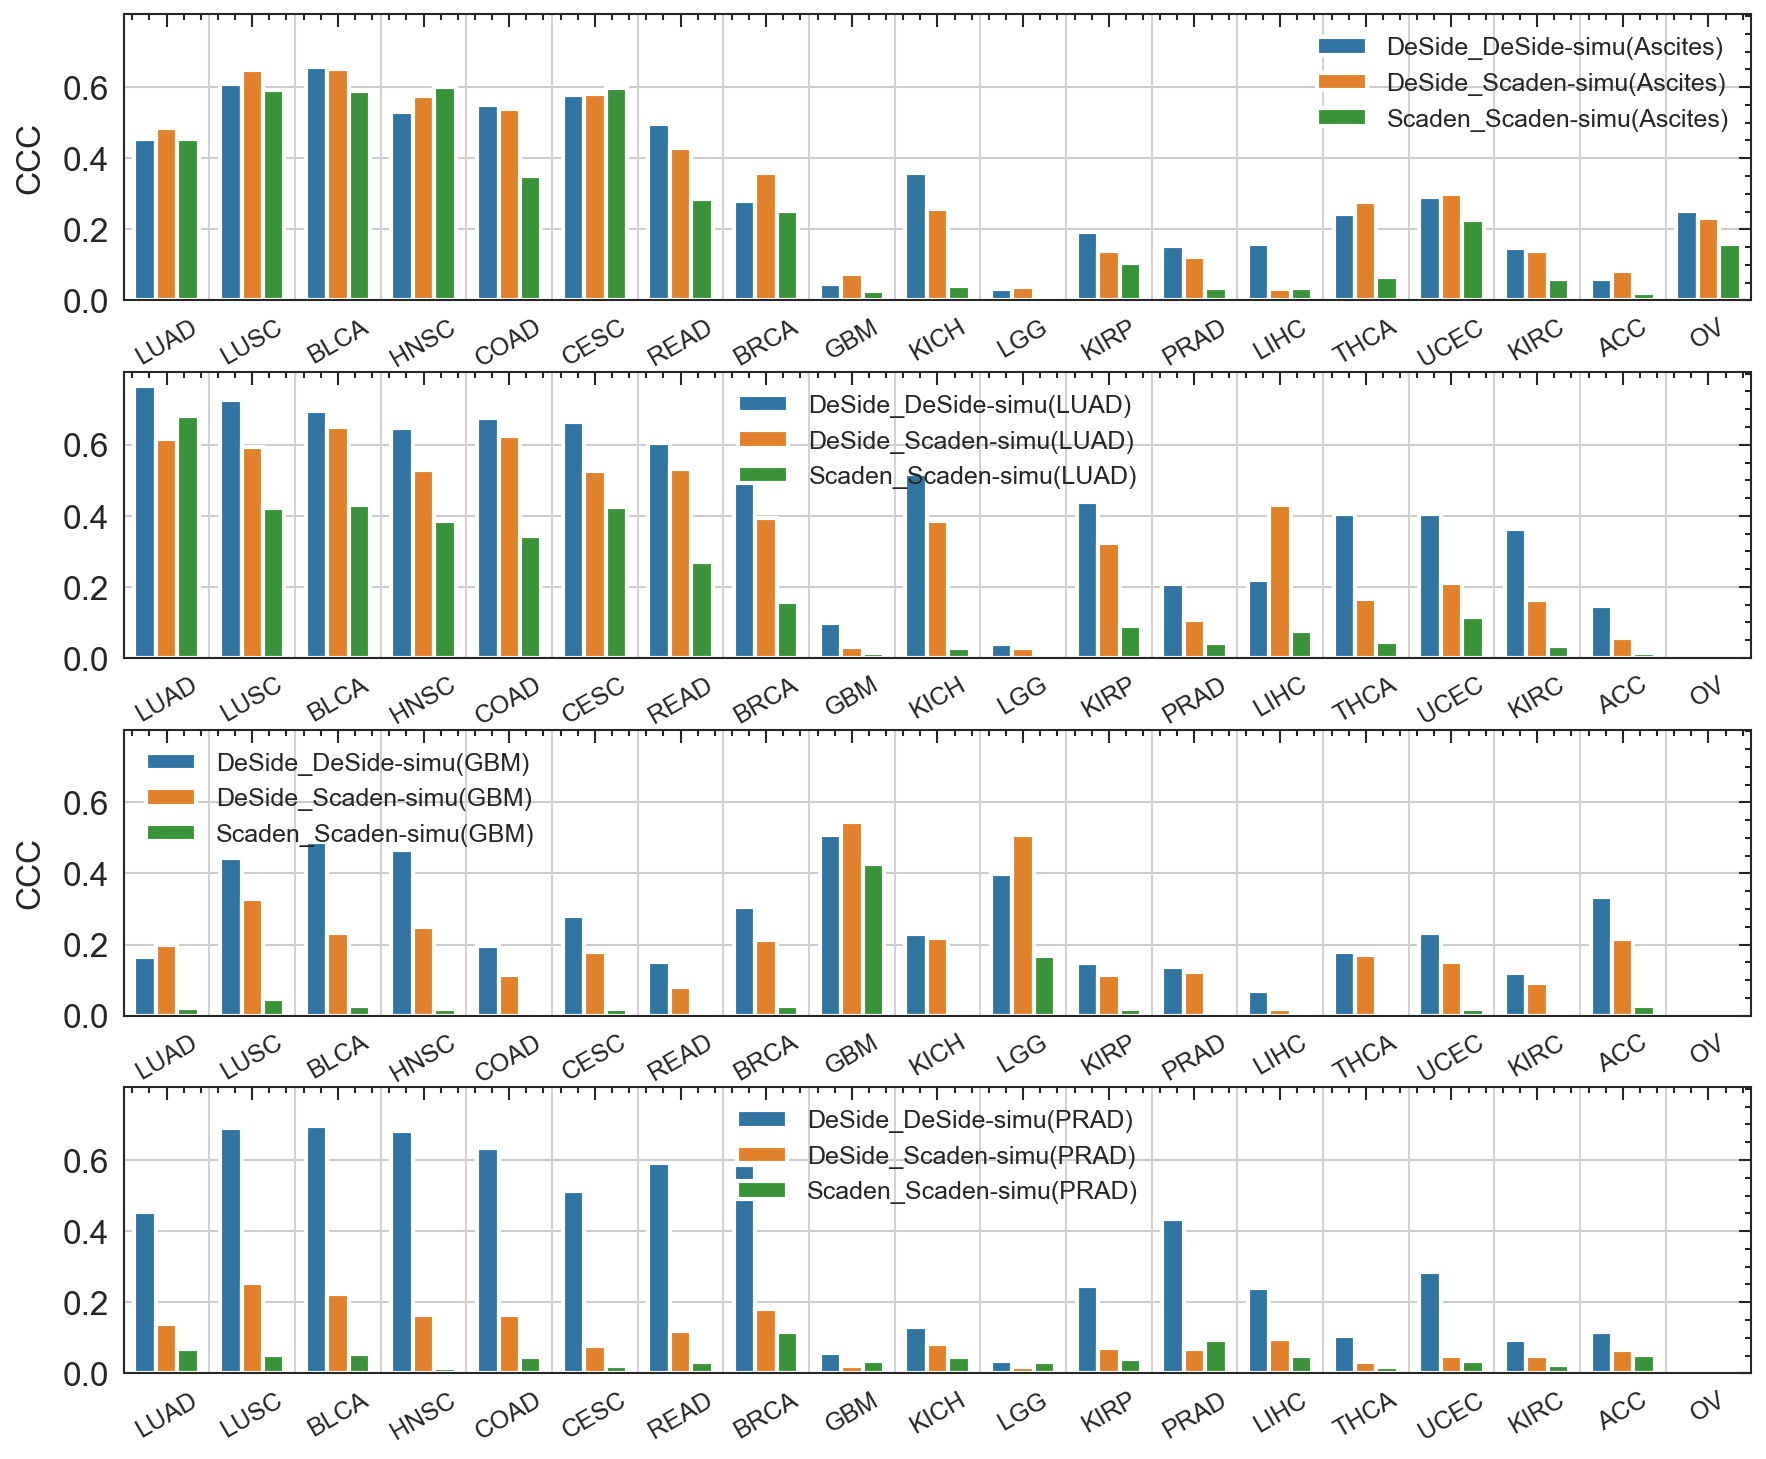 DeSide_DeSide-simu(Ascites)
DeSide_Scaden-simu(Ascites)
Scaden_Scaden-simu(Ascites)
CCC
0.6
0.4
0.2
0.0
LUAD LUSC BLCA HNSC COAD CESC READ BRCA GBM KICH LGG KIRP PRAD LIHC THCA UCEC KIRC ACC OV
DeSide_DeSide-simu(LUAD)
DeSide_Scaden-simu(LUAD)
Scaden_Scaden-simu(LUAD)
0.6
0.4
0.2
0.0
LUAD LUSC BLCA HNSC COAD CESC READ BRCA GBM KICH LGG KIRP PRAD LIHC THCA UCEC KIRC ACC OV
DeSide_DeSide-simu(GBM)
DeSide_Scaden-simu(GBM)
Scaden_Scaden-simu(GBM)
CCC
0.6
0.4
0.2
0.0
LUAD LUSC BLCA HNSC COAD CESC READ BRCA GBM KICH LGG KIRP PRAD LIHC THCA UCEC KIRC ACC OV
DeSide_DeSide-simu(PRAD)
DeSide_Scaden-simu(PRAD)
Scaden_Scaden-simu(PRAD)
0.6
0.4
0.2
0.0
LUAD LUSC BLCA HNSC COAD CESC READ BRCA GBM KICH LGG KIRP PRAD LIHC THCA UCEC KIRC ACC OV